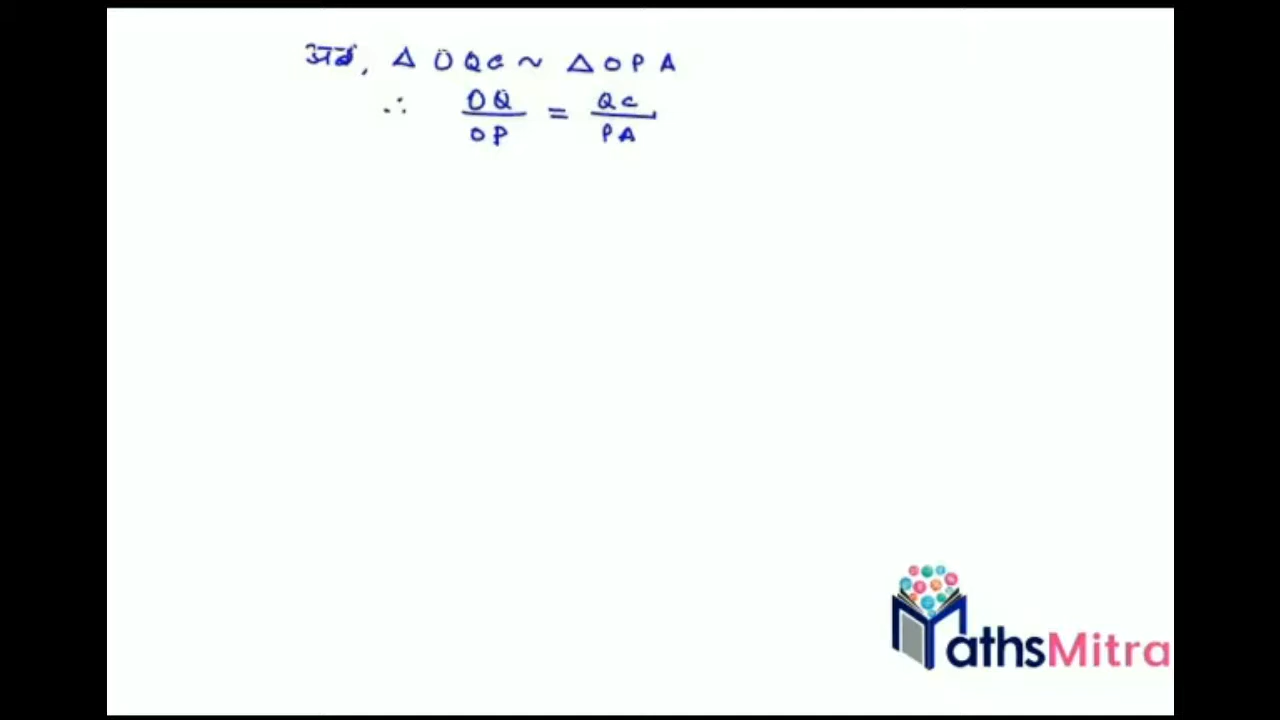 अब, △ OQC ~ △ OPA
∴ OQ/OP = QC/PA
MathsMitra